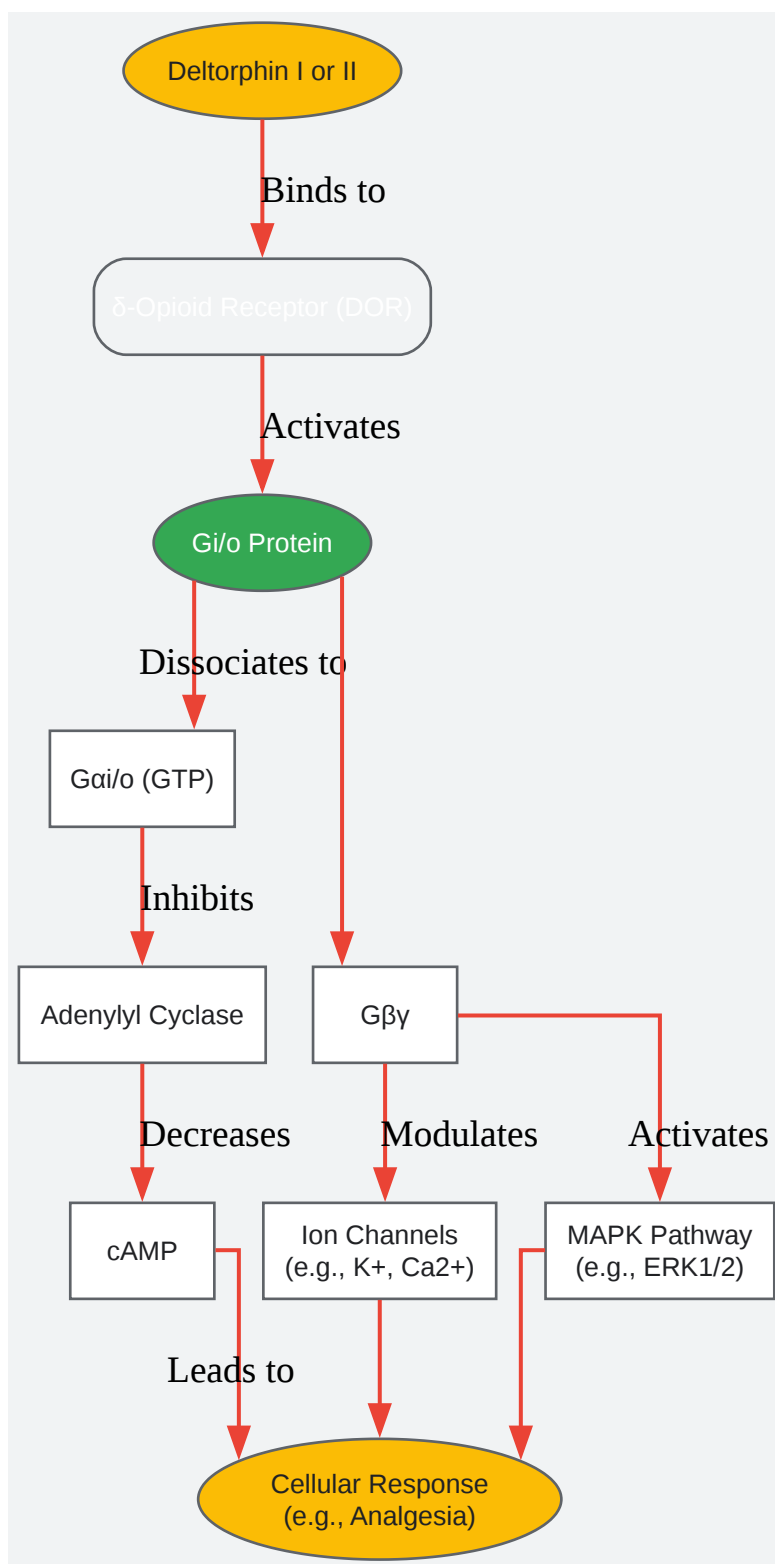 Deltorphin I or II
Binds to
δ-Opioid Receptor (DOR)
Activates
Gi/o Protein
Dissociates to
Gαi/o (GTP)
Inhibits
Adenylyl Cyclase
Gβγ
Decreases
Modulates
Activates
cAMP
Ion Channels
(e.g., K+, Ca2+)
MAPK Pathway
(e.g., ERK1/2)
Leads to
Cellular Response
(e.g., Analgesia)